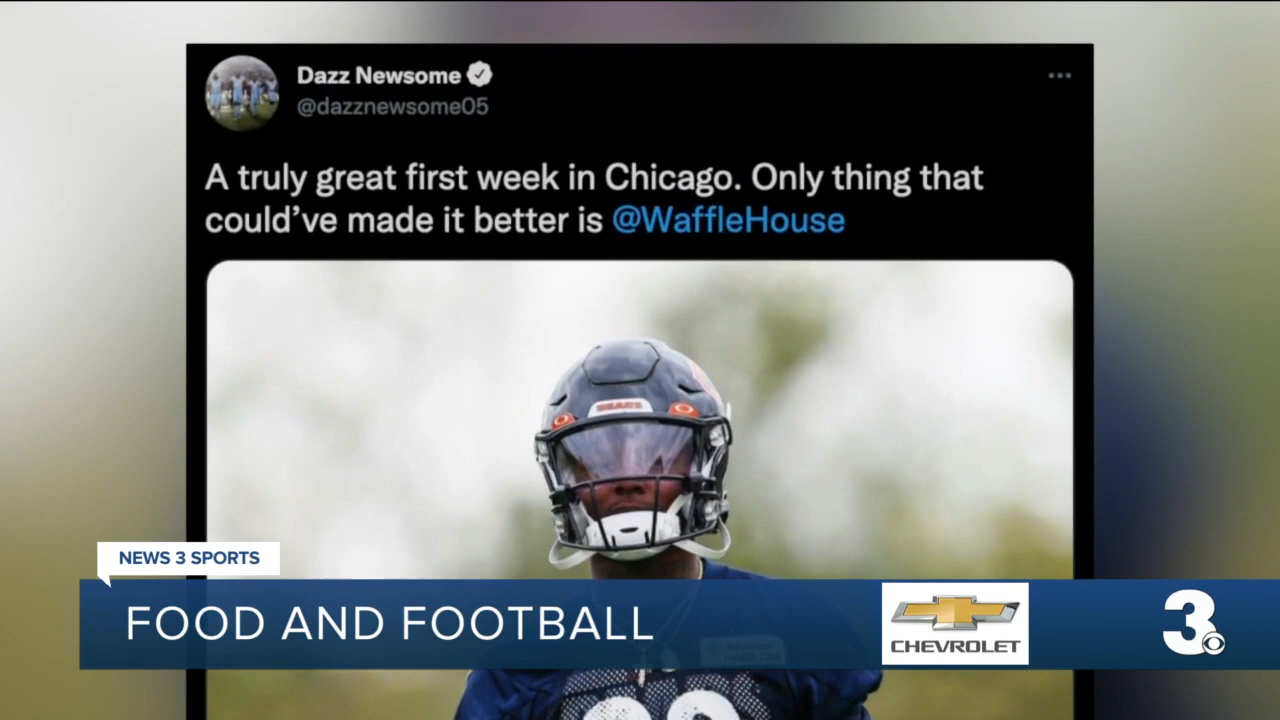 Dazz Newsome
@dazznewsome05
A truly great first week in Chicago. Only thing that
could’ve made it better is @WaffleHouse
BEARS
NEWS 3 SPORTS
FOOD AND FOOTBALL
CHEVROLET
3